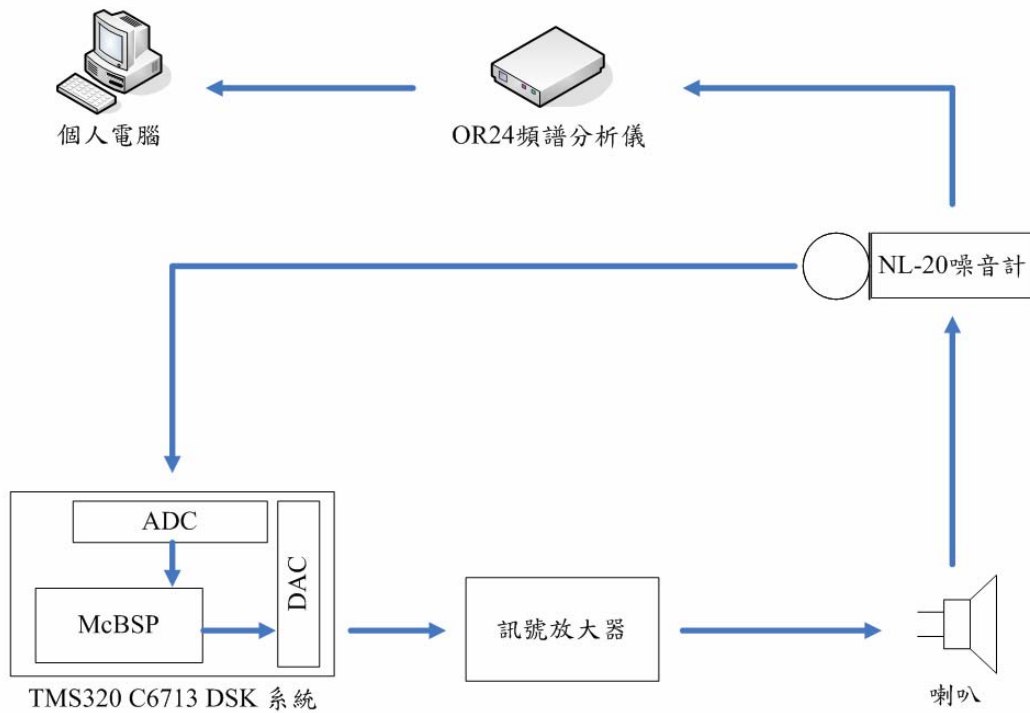 個人電腦
OR24頻譜分析儀
NL-20噪音計
ADC
DAC
McBSP
訊號放大器
TMS320 C6713 DSK 系統
喇叭